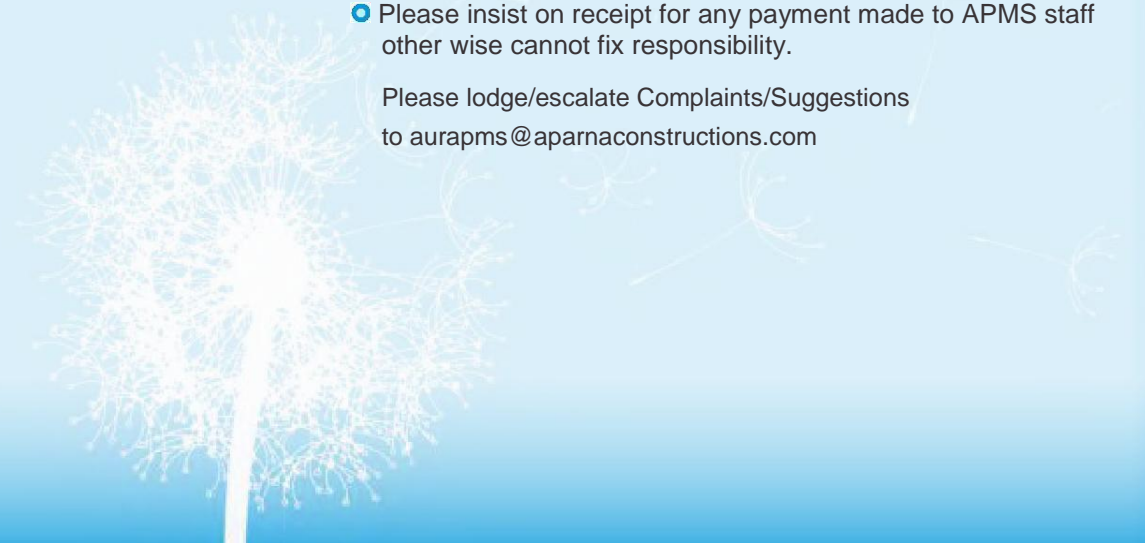 Please insist on receipt for any payment made to APMS staff
other wise cannot fix responsibility.
Please lodge/escalate Complaints/Suggestions
to aurapms@aparnaconstructions.com